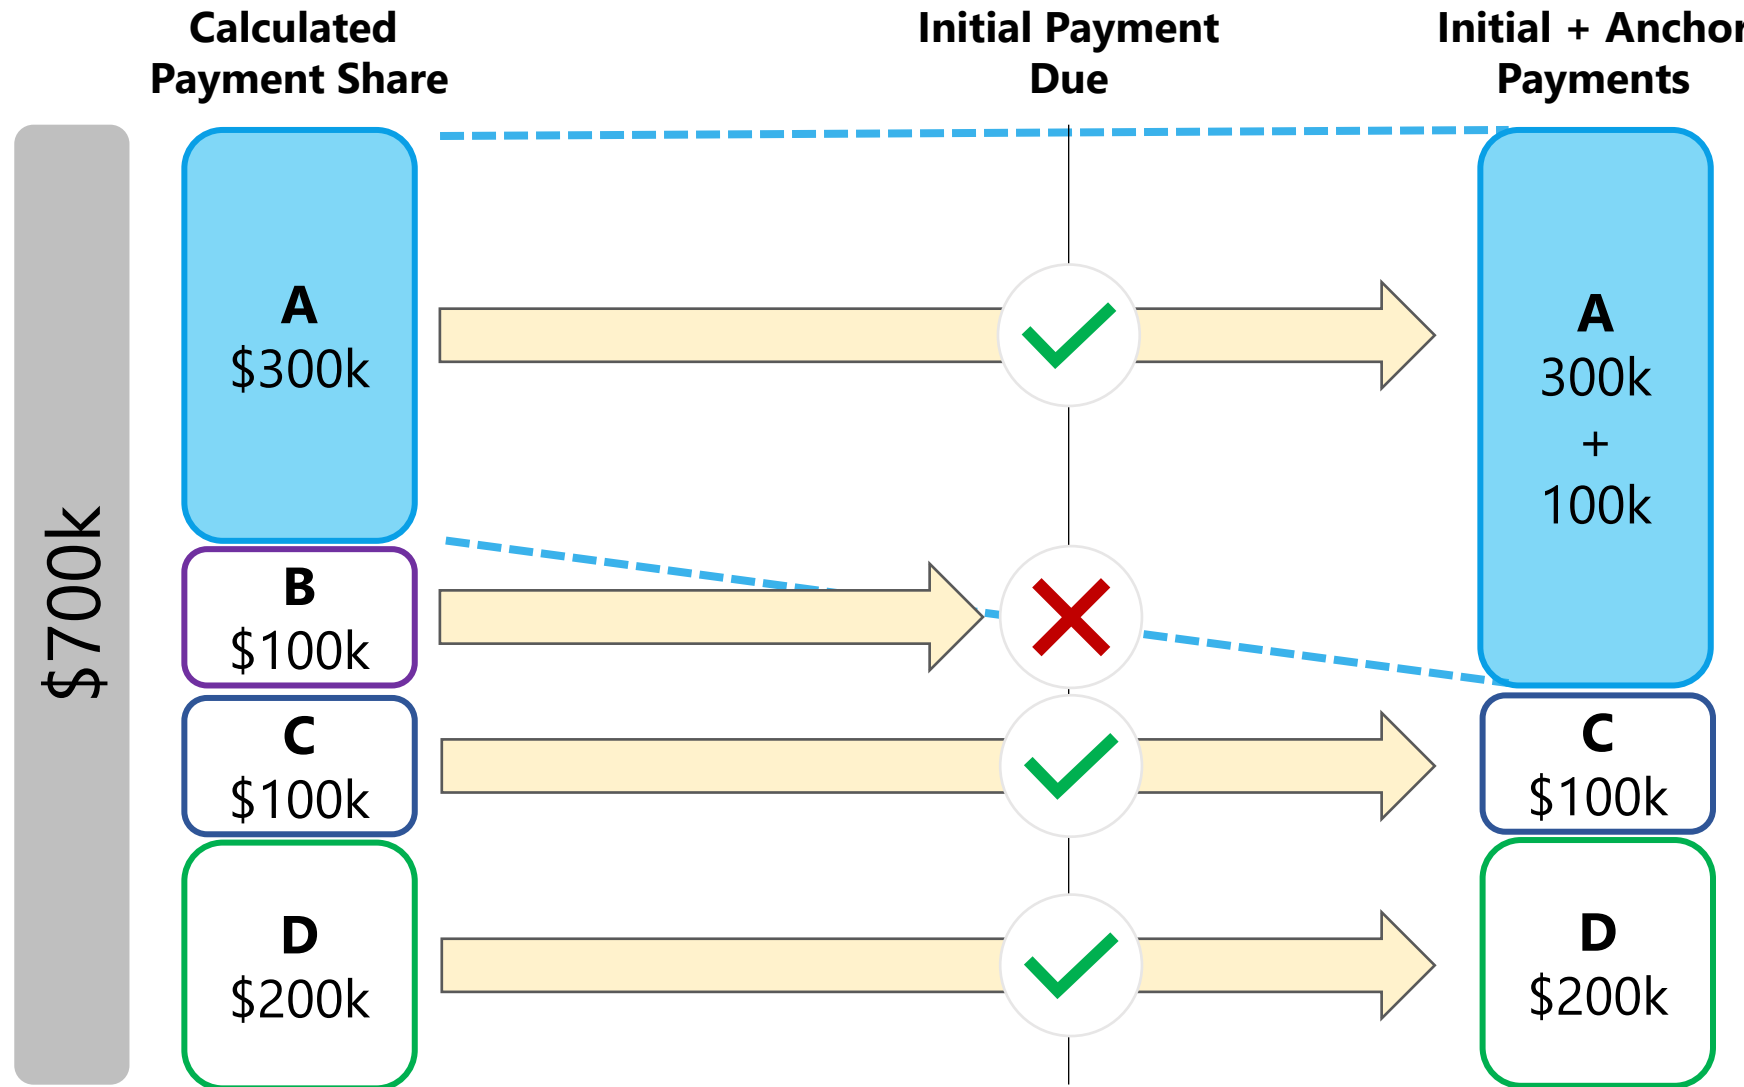 Calculated
Payment Share
Initial Payment
Due
Initial + Anchor
Payments
$700k
A
$300k
B
$100k
C
$100k
D
$200k
A
300k
+
100k
C
$100k
D
$200k